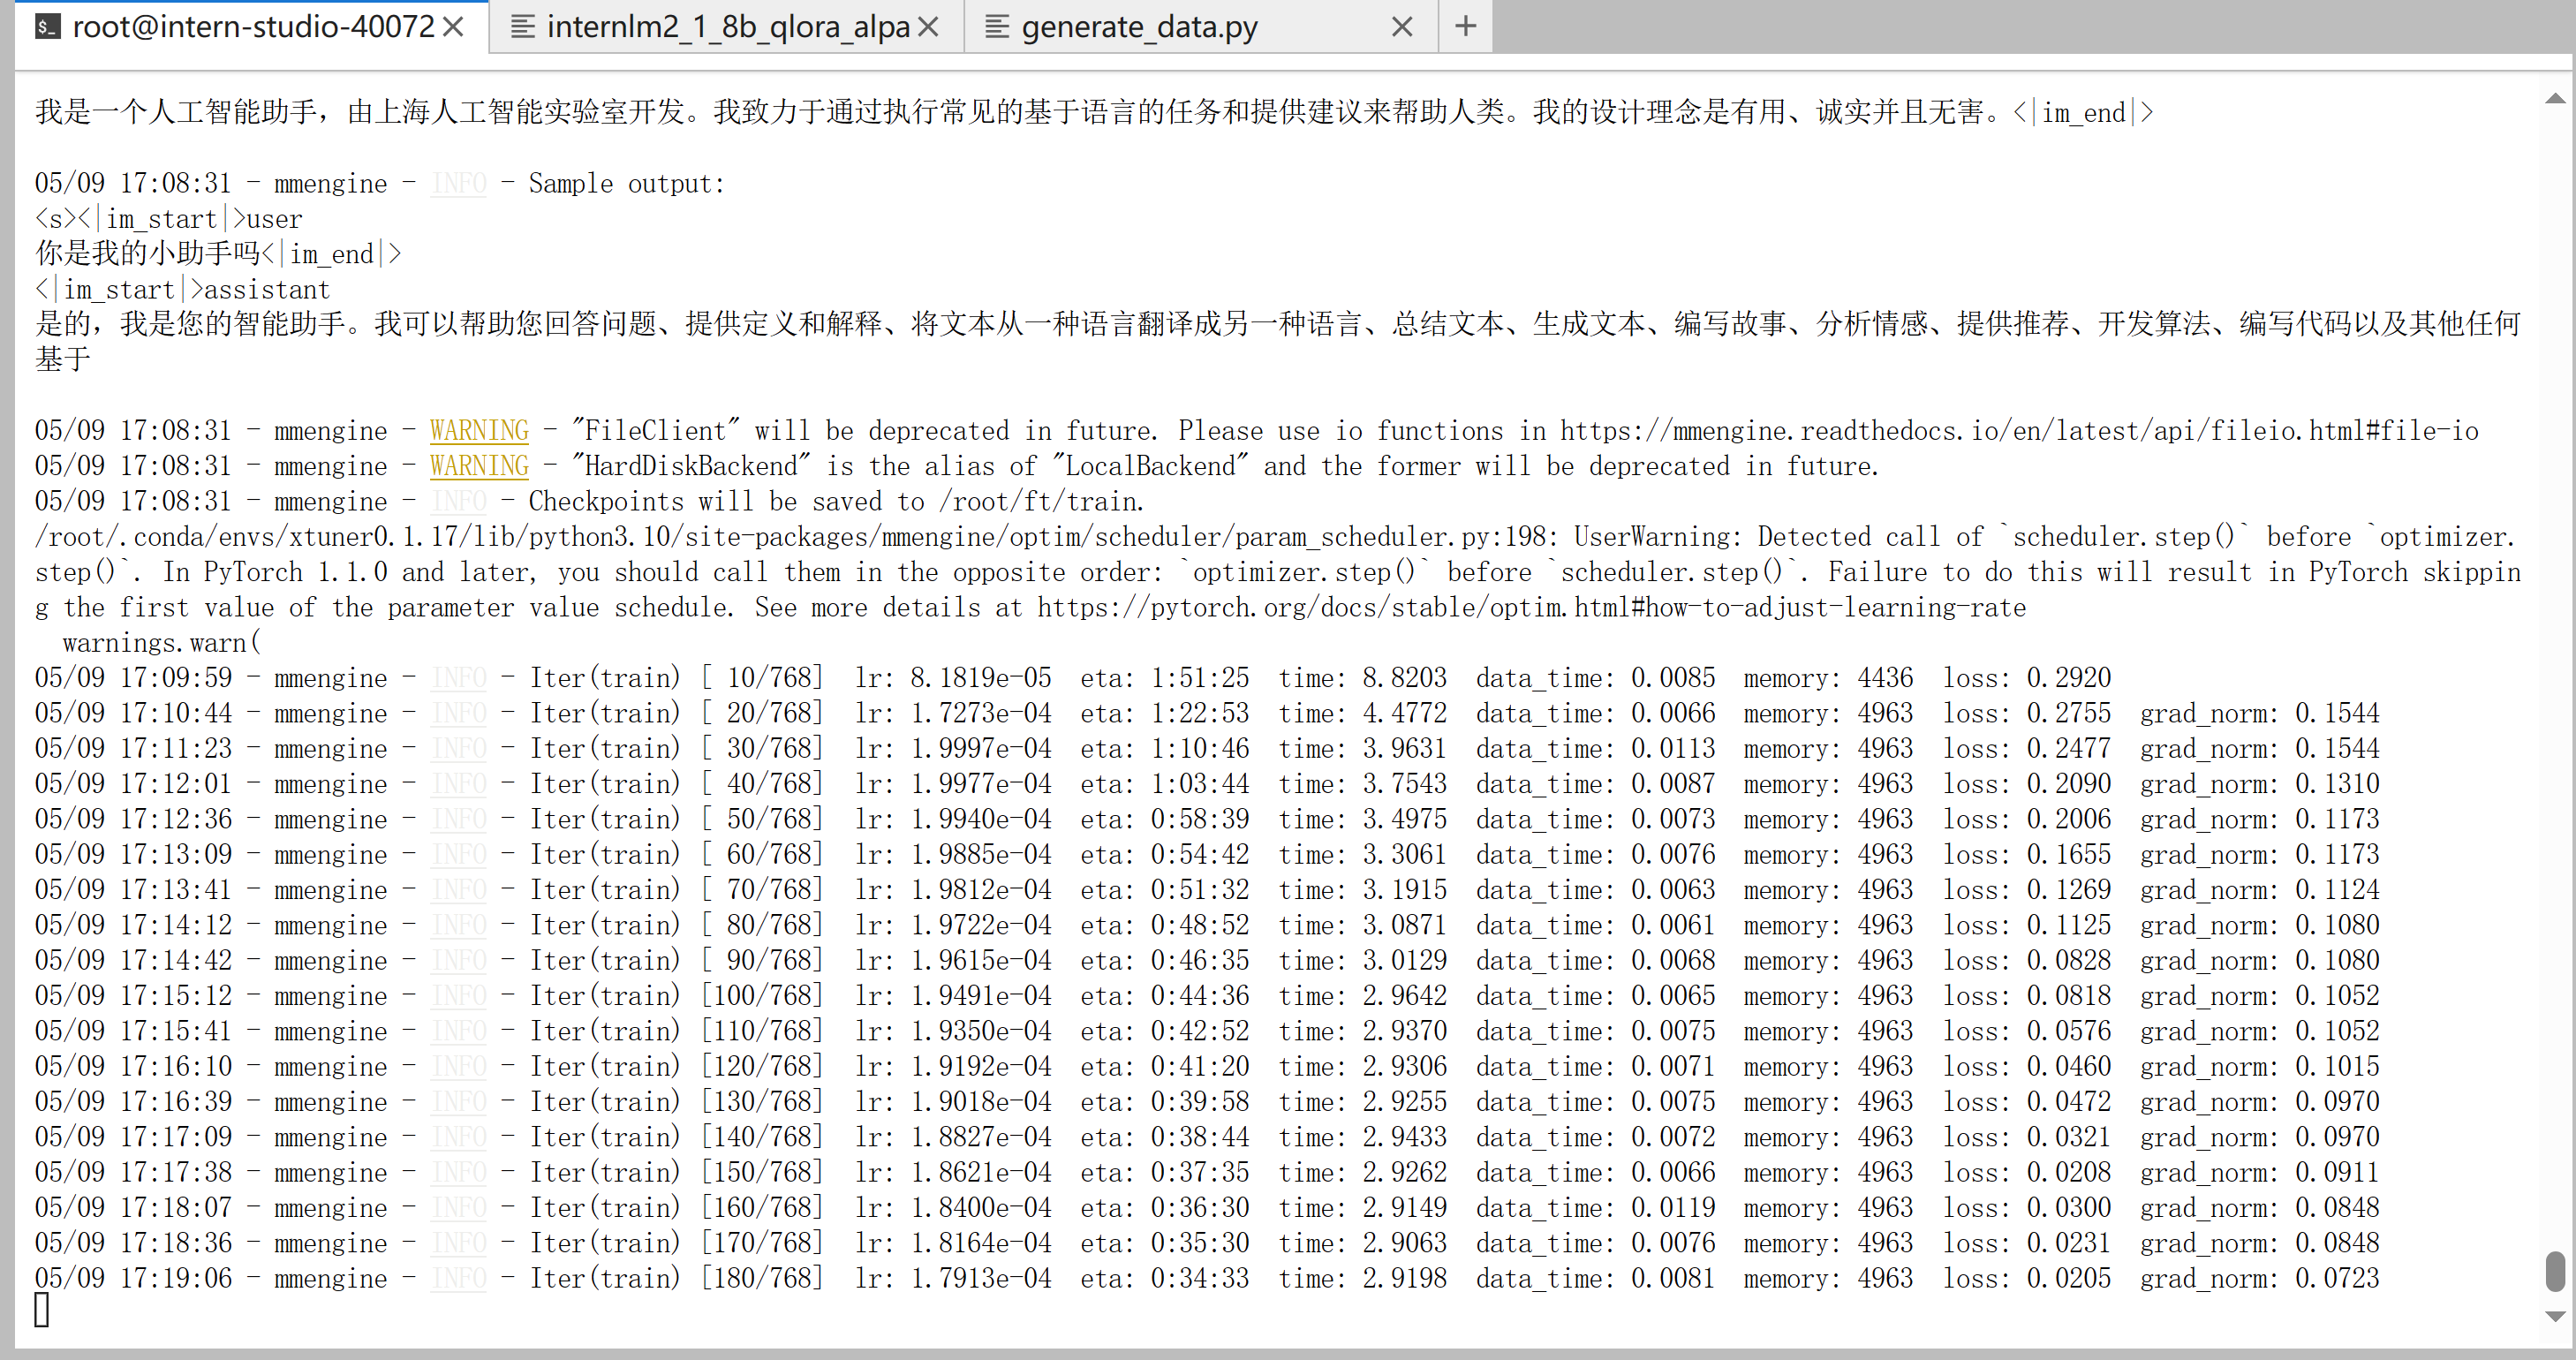 root@intern-studio-40072 internlm2_1_8b_qlora_alpa generate_data.py
我是一个人工智能助手，由上海人工智能实验室开发。我致力于通过执行常见的基于语言的任务和提供建议来帮助人类。我的设计理念是有用、诚实并且无害。<|im_end|>
05/09 17:08:31 - mmengine - INFO - Sample output:
<s><|im_start|>user
你是我的小助手吗<|im_end|>
<|im_start|>assistant
是的，我是您的智能助手。我可以帮助您回答问题、提供定义和解释、将文本从一种语言翻译成另一种语言、总结文本、生成文本、编写故事、分析情感、提供推荐、开发算法、编写代码以及其他任何
基于
05/09 17:08:31 - mmengine - WARNING - "FileClient" will be deprecated in future. Please use io functions in https://mmengine.readthedocs.io/en/latest/api/fileio.html#file-io
05/09 17:08:31 - mmengine - WARNING - "HardDiskBackend" is the alias of "LocalBackend" and the former will be deprecated in future.
05/09 17:08:31 - mmengine - INFO - Checkpoints will be saved to /root/ft/train.
/root/.conda/envs/xtuner0.1.17/lib/python3.10/site-packages/mmengine/optim/scheduler/param_scheduler.py:198: UserWarning: Detected call of `scheduler.step()` before `optimizer.
step()`. In PyTorch 1.1.0 and later, you should call them in the opposite order: `optimizer.step()` before `scheduler.step()`. Failure to do this will result in PyTorch skippin
g the first value of the parameter value schedule. See more details at https://pytorch.org/docs/stable/optim.html#how-to-adjust-learning-rate
  warnings.warn(
05/09 17:09:59 - mmengine - INFO - Iter(train) [ 10/768]  lr: 8.1819e-05  eta: 1:51:25  time: 8.8203  data_time: 0.0085  memory: 4436  loss: 0.2920
05/09 17:10:44 - mmengine - INFO - Iter(train) [ 20/768]  lr: 1.7273e-04  eta: 1:22:53  time: 4.4772  data_time: 0.0066  memory: 4963  loss: 0.2755  grad_norm: 0.1544
05/09 17:11:23 - mmengine - INFO - Iter(train) [ 30/768]  lr: 1.9997e-04  eta: 1:10:46  time: 3.9631  data_time: 0.0113  memory: 4963  loss: 0.2477  grad_norm: 0.1544
05/09 17:12:01 - mmengine - INFO - Iter(train) [ 40/768]  lr: 1.9977e-04  eta: 1:03:44  time: 3.7543  data_time: 0.0087  memory: 4963  loss: 0.2090  grad_norm: 0.1310
05/09 17:12:36 - mmengine - INFO - Iter(train) [ 50/768]  lr: 1.9940e-04  eta: 0:58:39  time: 3.4975  data_time: 0.0073  memory: 4963  loss: 0.2006  grad_norm: 0.1173
05/09 17:13:09 - mmengine - INFO - Iter(train) [ 60/768]  lr: 1.9885e-04  eta: 0:54:42  time: 3.3061  data_time: 0.0076  memory: 4963  loss: 0.1655  grad_norm: 0.1173
05/09 17:13:41 - mmengine - INFO - Iter(train) [ 70/768]  lr: 1.9812e-04  eta: 0:51:32  time: 3.1915  data_time: 0.0063  memory: 4963  loss: 0.1269  grad_norm: 0.1124
05/09 17:14:12 - mmengine - INFO - Iter(train) [ 80/768]  lr: 1.9722e-04  eta: 0:48:52  time: 3.0871  data_time: 0.0061  memory: 4963  loss: 0.1125  grad_norm: 0.1080
05/09 17:14:42 - mmengine - INFO - Iter(train) [ 90/768]  lr: 1.9615e-04  eta: 0:46:35  time: 3.0129  data_time: 0.0068  memory: 4963  loss: 0.0828  grad_norm: 0.1080
05/09 17:15:12 - mmengine - INFO - Iter(train) [100/768]  lr: 1.9491e-04  eta: 0:44:36  time: 2.9642  data_time: 0.0065  memory: 4963  loss: 0.0818  grad_norm: 0.1052
05/09 17:15:41 - mmengine - INFO - Iter(train) [110/768]  lr: 1.9350e-04  eta: 0:42:52  time: 2.9370  data_time: 0.0075  memory: 4963  loss: 0.0576  grad_norm: 0.1052
05/09 17:16:10 - mmengine - INFO - Iter(train) [120/768]  lr: 1.9192e-04  eta: 0:41:20  time: 2.9306  data_time: 0.0071  memory: 4963  loss: 0.0460  grad_norm: 0.1015
05/09 17:16:39 - mmengine - INFO - Iter(train) [130/768]  lr: 1.9018e-04  eta: 0:39:58  time: 2.9255  data_time: 0.0075  memory: 4963  loss: 0.0472  grad_norm: 0.0970
05/09 17:17:09 - mmengine - INFO - Iter(train) [140/768]  lr: 1.8827e-04  eta: 0:38:44  time: 2.9433  data_time: 0.0072  memory: 4963  loss: 0.0321  grad_norm: 0.0970
05/09 17:17:38 - mmengine - INFO - Iter(train) [150/768]  lr: 1.8621e-04  eta: 0:37:35  time: 2.9262  data_time: 0.0066  memory: 4963  loss: 0.0208  grad_norm: 0.0911
05/09 17:18:07 - mmengine - INFO - Iter(train) [160/768]  lr: 1.8400e-04  eta: 0:36:30  time: 2.9149  data_time: 0.0119  memory: 4963  loss: 0.0300  grad_norm: 0.0848
05/09 17:18:36 - mmengine - INFO - Iter(train) [170/768]  lr: 1.8164e-04  eta: 0:35:30  time: 2.9063  data_time: 0.0076  memory: 4963  loss: 0.0231  grad_norm: 0.0848
05/09 17:19:06 - mmengine - INFO - Iter(train) [180/768]  lr: 1.7913e-04  eta: 0:34:33  time: 2.9198  data_time: 0.0081  memory: 4963  loss: 0.0205  grad_norm: 0.0723